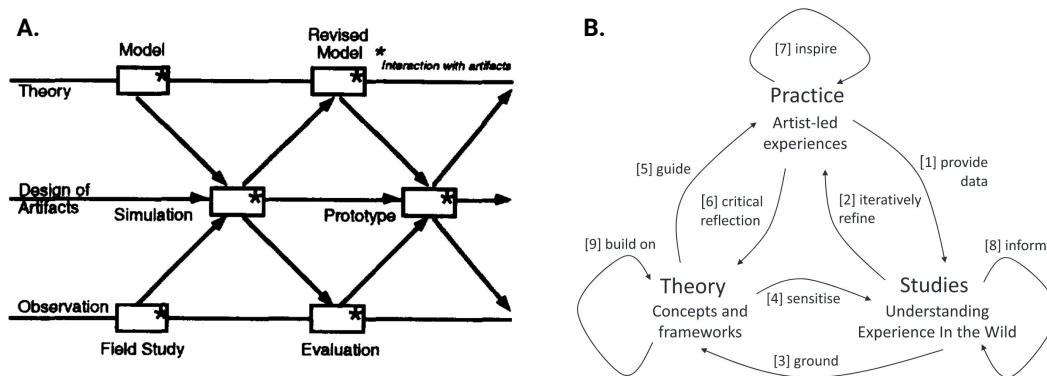 A.
Model
Revised
Model
*
Interaction with artifacts
*
*
Theory
Design of
Artifacts
Simulation
*
Prototype
*
Observation
*
*
Field Study
Evaluation
B.
[7] inspire
Practice
Artist-led
experiences
[5] guide
[1] provide
data
[6] critical
reflection
[2] iteratively
refine
[9] build on
[8] inform
Theory
Concepts and
frameworks
[4] sensitise
Studies
Understanding
Experience In the Wild
[3] ground